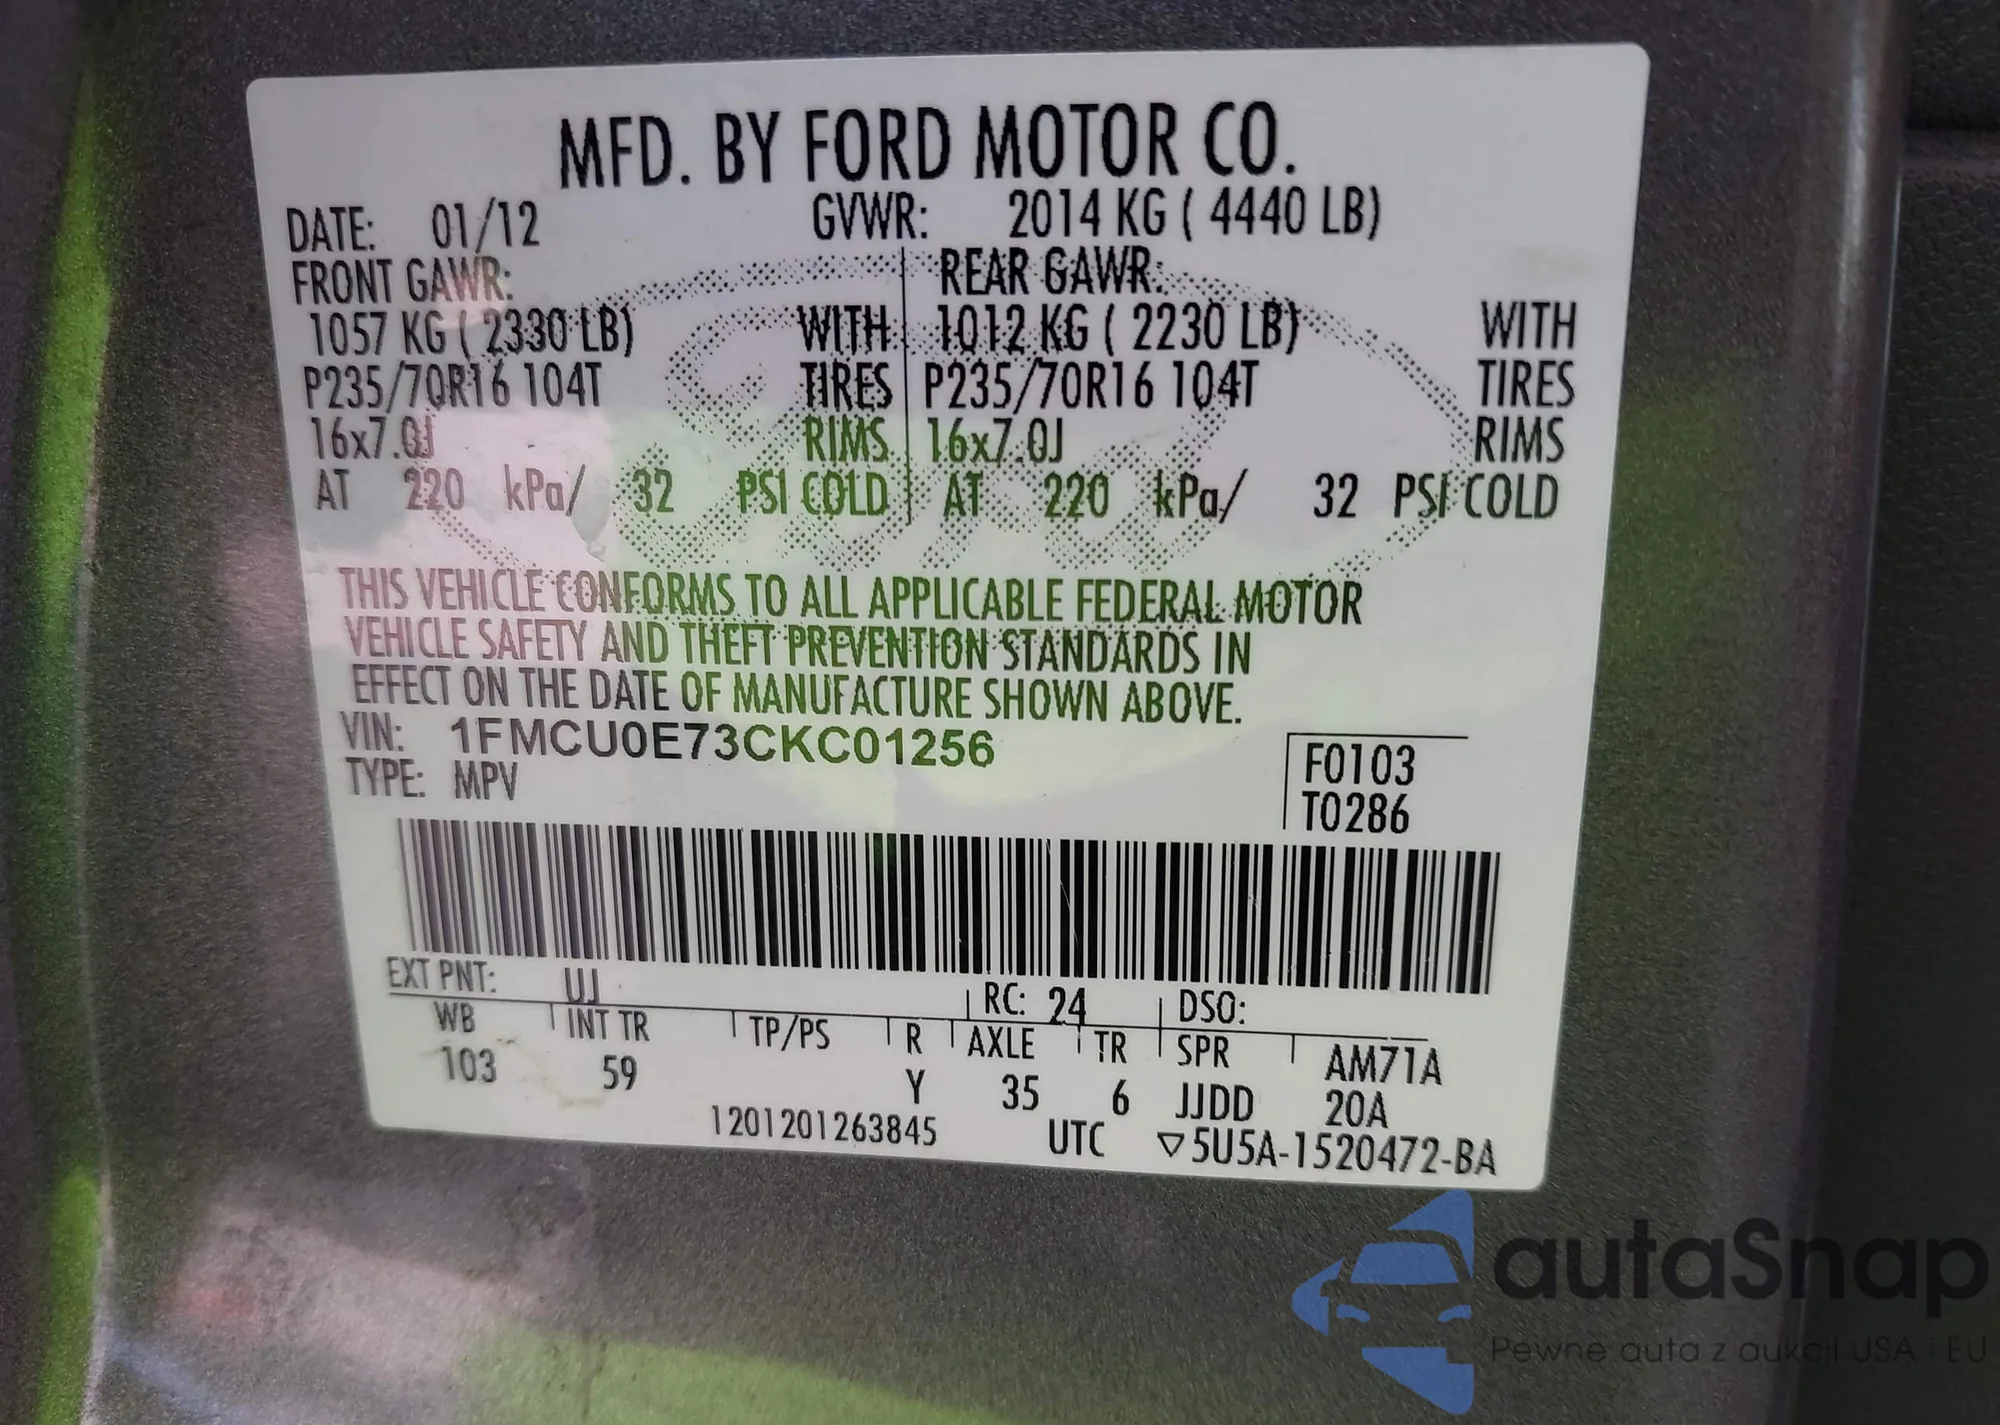 MFD. BY FORD MOTOR CO.
DATE: 01/12 GVWR: 2014 KG ( 4440 LB)
FRONT GAWR: REAR GAWR:
1057 KG ( 2330 LB) WITH 1012 KG ( 2230 LB) WITH
P235/70R16 104T TIRES P235/70R16 104T TIRES
16x7.0J RIMS 16x7.0J RIMS
AT 220 kPa/ 32 PSI COLD AT 220 kPa/ 32 PSI COLD
THIS VEHICLE CONFORMS TO ALL APPLICABLE FEDERAL MOTOR
VEHICLE SAFETY AND THEFT PREVENTION STANDARDS IN
EFFECT ON THE DATE OF MANUFACTURE SHOWN ABOVE.
VIN: 1FMCU0E73CKC01256
TYPE: MPV
F0103
T0286
EXT PNT: UJ RC: 24 DSO:
WB INT TR TP/PS R AXLE TR SPR AM71A
103 59 Y 35 6 JJDD 20A
1201201263845 UTC ▽5U5A-1520472-BA
autaSnap
Pewne auta z aukcji USA i EU